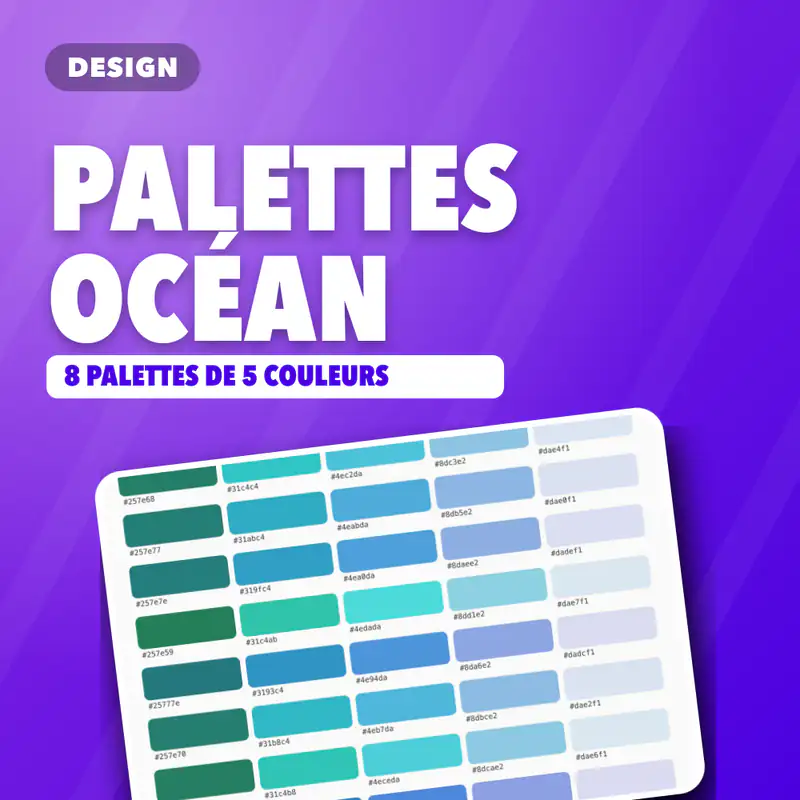 DESIGN
PALETTES
OCÉAN
8 PALETTES DE 5 COULEURS
#257e68 #31c4c4 #4ec2da #8dc3e2 #dae4f1
#257e77 #31abc4 #4eabda #8db5e2 #dae0f1
#257e7e #319fc4 #4ea0da #8daee2 #dadef1
#257e59 #31c4ab #4edada #8dd1e2 #dae7f1
#25777e #3193c4 #4e94da #8da6e2 #dadcf1
#257e70 #31b8c4 #4eb7da #8dbce2 #dae2f1
#31c4b8 #4eceda #8dcae2 #dae6f1